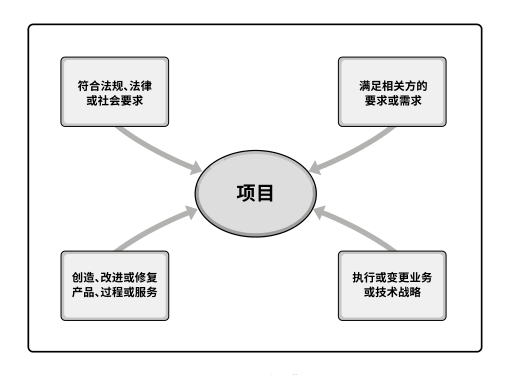 符合法规、法律
或社会要求
满足相关方的
要求或需求
项目
创造、改进或修复
产品、过程或服务
执行或变更业务
或技术战略